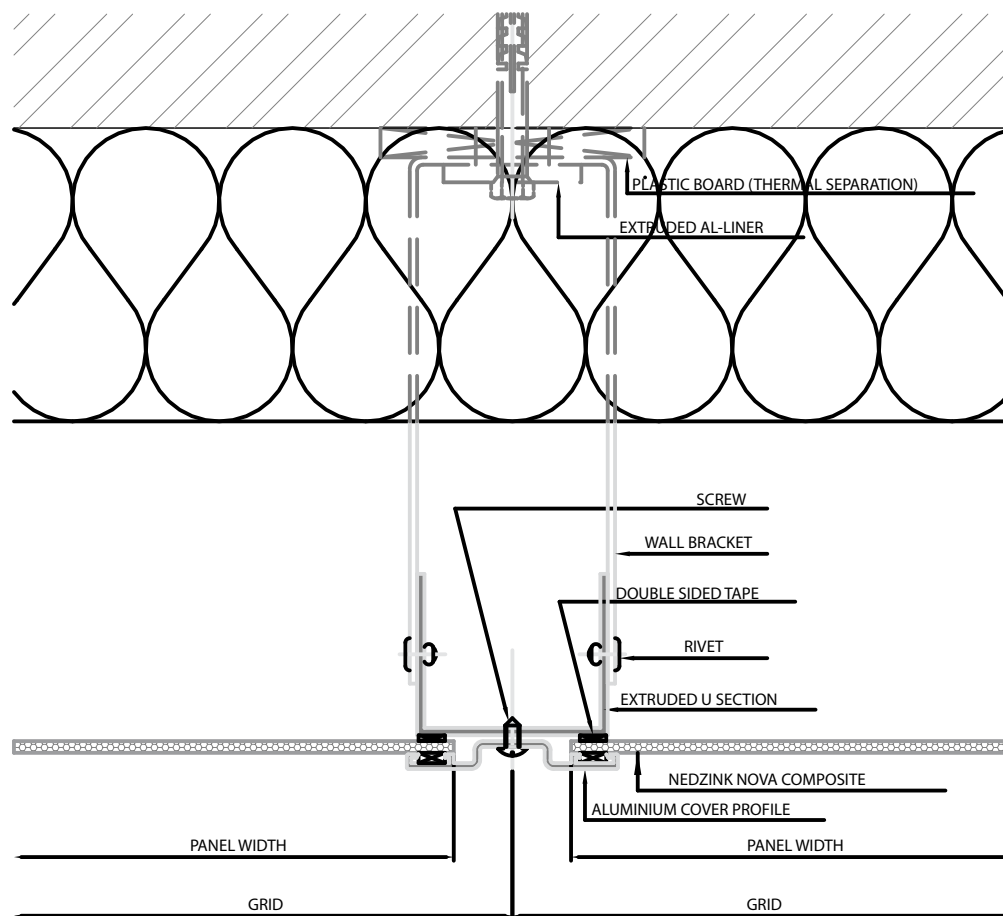 PLASTIC BOARD (THERMAL SEPARATION)
EXTRUDED AL-LINER
SCREW
WALL BRACKET
DOUBLE SIDED TAPE
RIVET
EXTRUDED U SECTION
NEDZINK NOVA COMPOSITE
ALUMINIUM COVER PROFILE
PANEL WIDTH
PANEL WIDTH
GRID
GRID